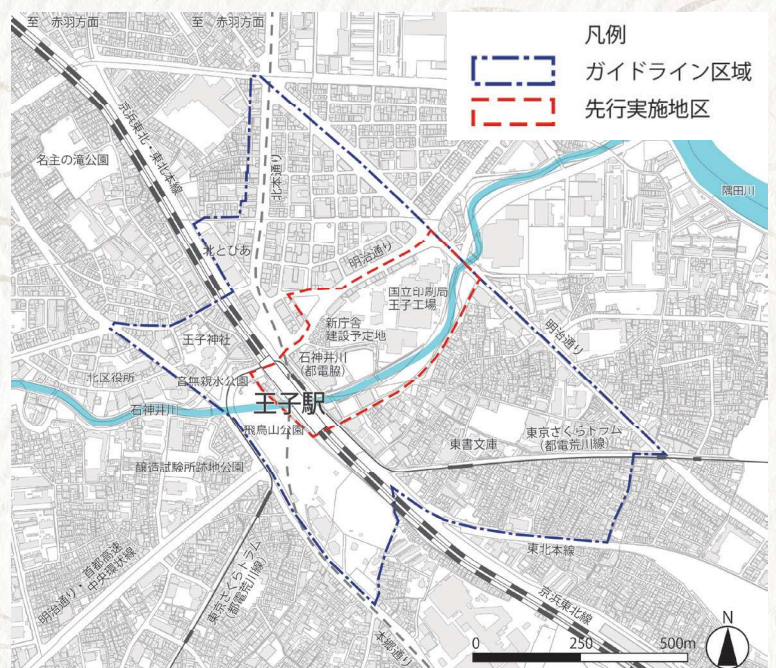 至 赤羽方面
至 赤羽方面
凡例
ガイドライン区域
先行実施地区
京浜東北・東北本線
名主の滝公園
北本通り
隅田川
北とぴあ
明治通り
国立印刷局
王子工場
新庁舎
建設予定地
明治通り
王子神社
石神井川
(都電脇)
北区役所
音無親水公園
王子駅
石神井川
飛鳥山公園
東京さくらトラム
(都電荒川線)
東書文庫
醸造試験所跡地公園
東北本線
明治通り・首都高速
中央環状線
東京さくらトラム
(都電荒川線)
京浜東北線
本郷通り
N
0 250 500m